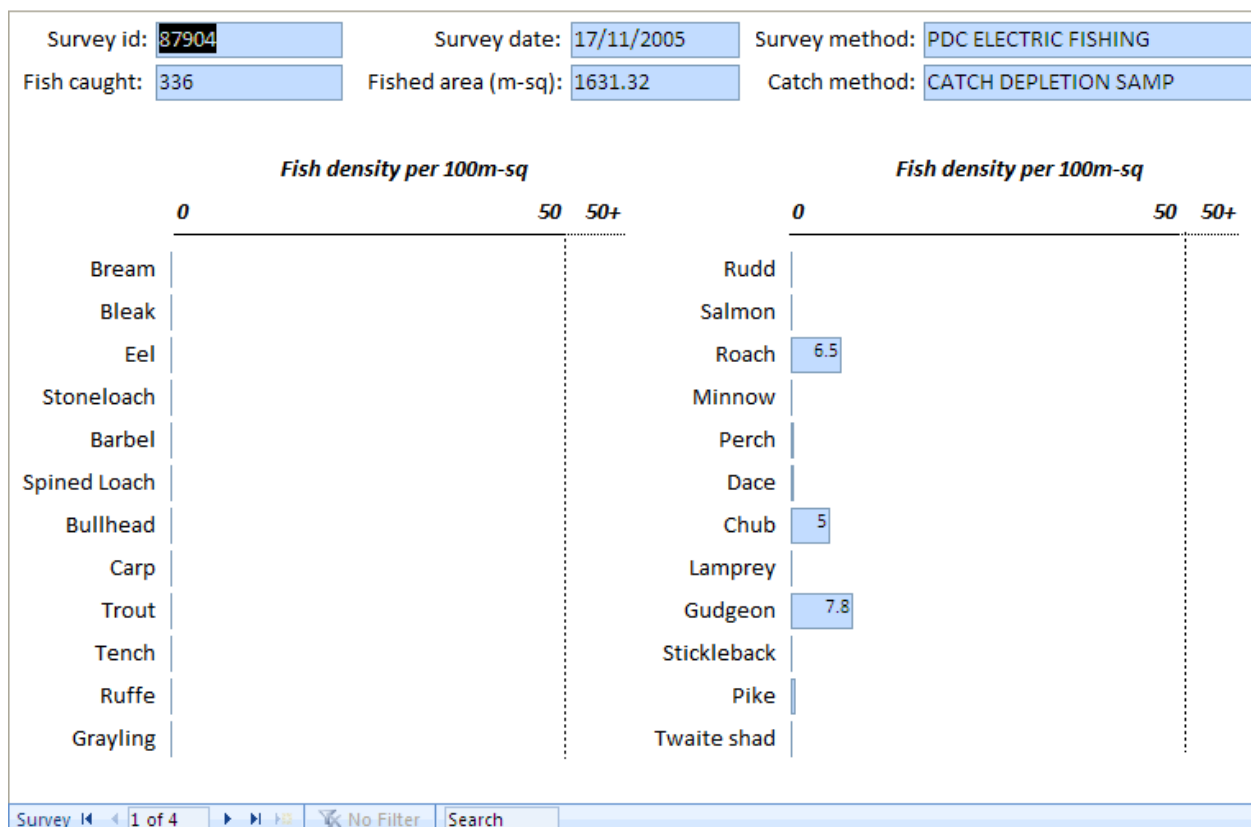 Survey id: 87904 Survey date: 17/11/2005 Survey method: PDC ELECTRIC FISHING
Fish caught: 336 Fished area (m-sq): 1631.32 Catch method: CATCH DEPLETION SAMP
Fish density per 100m-sq Fish density per 100m-sq
0 50 50+ 0 50 50+
Bream Rudd
Bleak Salmon
Eel Roach 6.5
Stoneloach Minnow
Barbel Perch
Spined Loach Dace
Bullhead Chub 5
Carp Lamprey
Trout Gudgeon 7.8
Tench Stickleback
Ruffe Pike
Grayling Twaite shad
Survey 1 of 4 No Filter Search